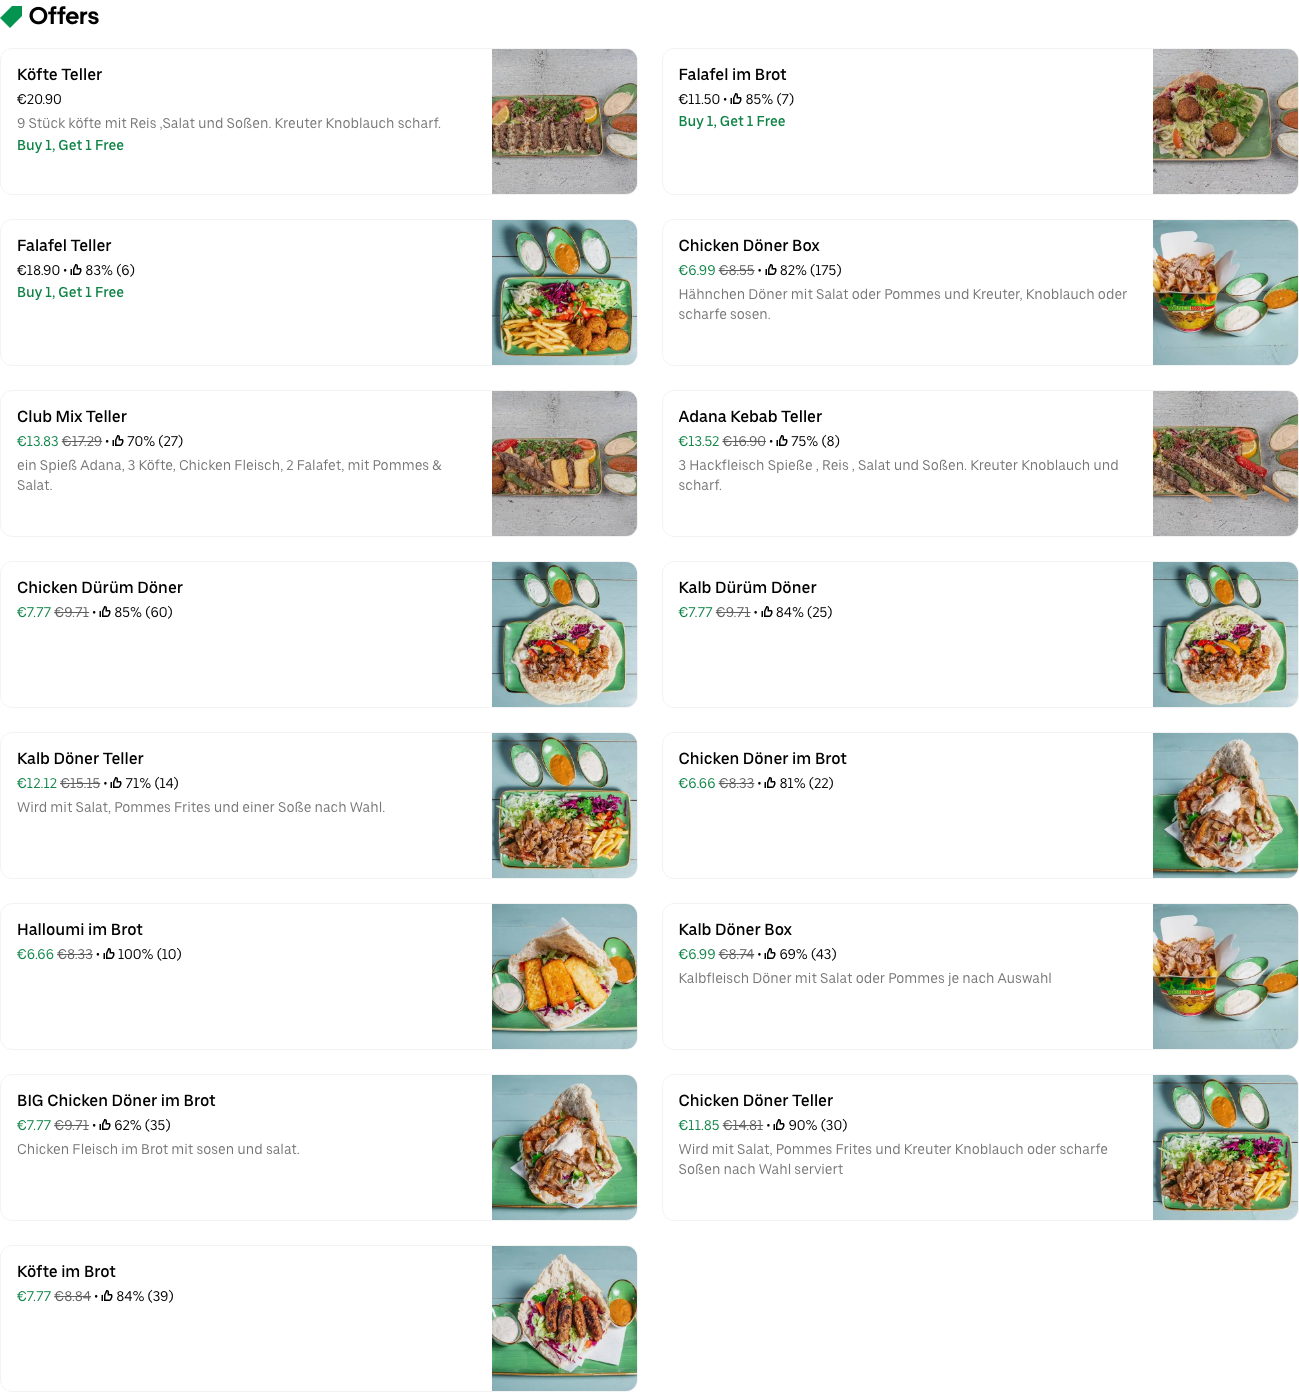 Offers
Köfte Teller
€20.90
9 Stück köfte mit Reis ,Salat und Soßen. Kreuter Knoblauch scharf.
Buy 1, Get 1 Free
Falafel im Brot
€11.50 • 85% (7)
Buy 1, Get 1 Free
Falafel Teller
€18.90 • 83% (6)
Buy 1, Get 1 Free
Chicken Döner Box
€6.99 €8.55 • 82% (175)
Hähnchen Döner mit Salat oder Pommes und Kreuter, Knoblauch oder
scharfe sosen.
Club Mix Teller
€13.83 €17.29 • 70% (27)
ein Spieß Adana, 3 Köfte, Chicken Fleisch, 2 Falafet, mit Pommes &
Salat.
Adana Kebab Teller
€13.52 €16.90 • 75% (8)
3 Hackfleisch Spieße , Reis , Salat und Soßen. Kreuter Knoblauch und
scharf.
Chicken Dürüm Döner
€7.77 €9.71 • 85% (60)
Kalb Dürüm Döner
€7.77 €9.71 • 84% (25)
Kalb Döner Teller
€12.12 €15.15 • 71% (14)
Wird mit Salat, Pommes Frites und einer Soße nach Wahl.
Chicken Döner im Brot
€6.66 €8.33 • 81% (22)
Halloumi im Brot
€6.66 €8.33 • 100% (10)
Kalb Döner Box
€6.99 €8.74 • 69% (43)
Kalbfleisch Döner mit Salat oder Pommes je nach Auswahl
BIG Chicken Döner im Brot
€7.77 €9.71 • 62% (35)
Chicken Fleisch im Brot mit sosen und salat.
Chicken Döner Teller
€11.85 €14.81 • 90% (30)
Wird mit Salat, Pommes Frites und Kreuter Knoblauch oder scharfe
Soßen nach Wahl serviert
Köfte im Brot
€7.77 €8.84 • 84% (39)